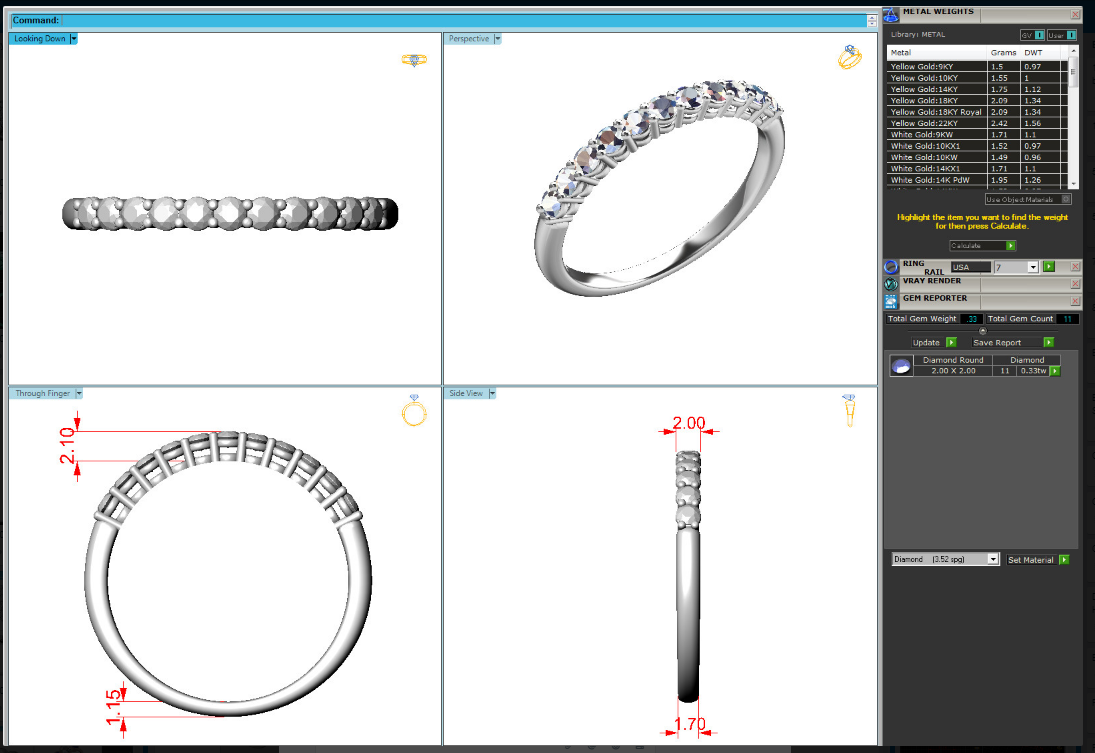 Command:
Looking Down
Perspective
Through Finger
2.10
1.15
Side View
2.00
1.70
METAL WEIGHTS
Library: METAL
GV
User
Metal Grams DWT
Yellow Gold:9KY 1.5 0.97
Yellow Gold:10KY 1.55 1
Yellow Gold:14KY 1.75 1.12
Yellow Gold:18KY 2.09 1.34
Yellow Gold:18KY Royal 2.09 1.34
Yellow Gold:22KY 2.42 1.56
White Gold:9KW 1.71 1.1
White Gold:10KX1 1.52 0.97
White Gold:10KW 1.49 0.96
White Gold:14KX1 1.71 1.1
White Gold:14K PdW 1.95 1.26
Use Object Materials
Highlight the item you want to find the weight
for then press Calculate.
Calculate
RING
RAIL USA 7
VRAY RENDER
GEM REPORTER
Total Gem Weight .33 Total Gem Count 11
Update Save Report
Diamond Round Diamond
2.00 X 2.00 11 0.33tw
Diamond (3.52 spg) Set Material